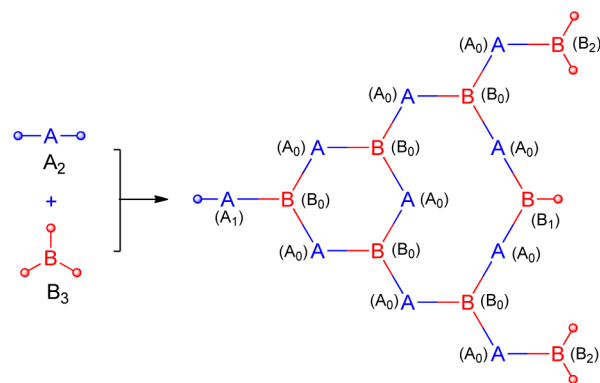 A
A₂
+
B
B₃
(A₀) A B (B₂)
(A₀) A B (B₀)
(A₀) A B (B₀) A (A₀)
A B (B₀) A (A₀) B
(A₁) (B₁)
(A₀) A B (B₀) A (A₀)
(A₀) A B (B₀)
(A₀) A B (B₂)